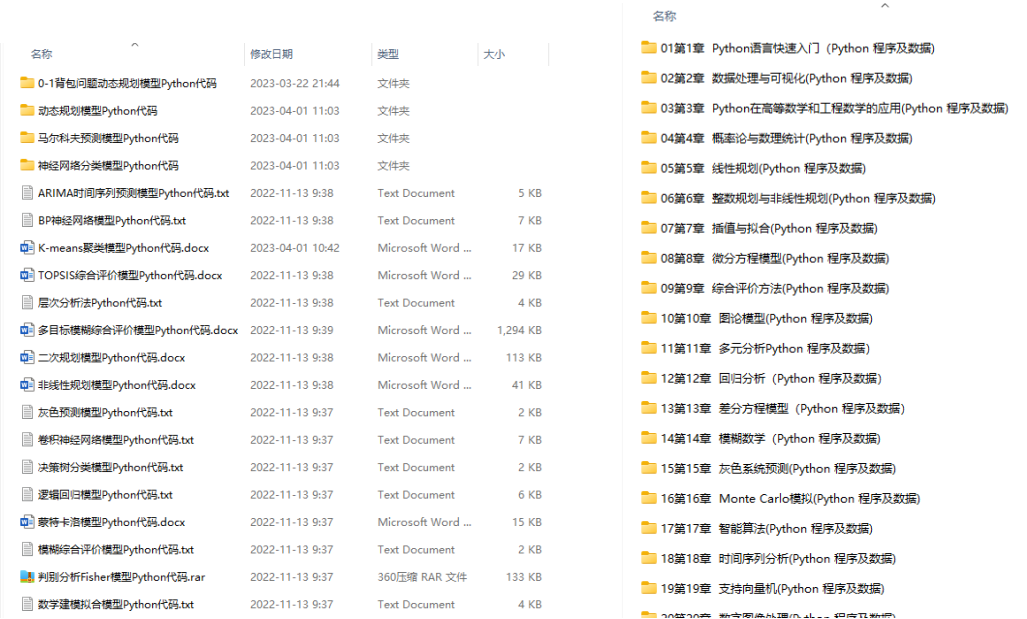 名称 修改日期 类型 大小
0-1背包问题动态规划模型Python代码 2023-03-22 21:44 文件夹
动态规划模型Python代码 2023-04-01 11:03 文件夹
马尔科夫预测模型Python代码 2023-04-01 11:03 文件夹
神经网络分类模型Python代码 2023-04-01 11:03 文件夹
ARIMA时间序列预测模型Python代码.txt 2022-11-13 9:38 Text Document 5 KB
BP神经网络模型Python代码.txt 2022-11-13 9:38 Text Document 7 KB
K-means聚类模型Python代码.docx 2023-04-01 10:42 Microsoft Word ... 17 KB
TOPSIS综合评价模型Python代码.docx 2022-11-13 9:38 Microsoft Word ... 29 KB
层次分析法Python代码.txt 2022-11-13 9:38 Text Document 4 KB
多目标模糊综合评价模型Python代码.docx 2022-11-13 9:39 Microsoft Word ... 1,294 KB
二次规划模型Python代码.docx 2022-11-13 9:38 Microsoft Word ... 113 KB
非线性规划模型Python代码.docx 2022-11-13 9:38 Microsoft Word ... 41 KB
灰色预测模型Python代码.txt 2022-11-13 9:37 Text Document 2 KB
卷积神经网络模型Python代码.txt 2022-11-13 9:37 Text Document 7 KB
决策树分类模型Python代码.txt 2022-11-13 9:37 Text Document 2 KB
逻辑回归模型Python代码.txt 2022-11-13 9:37 Text Document 6 KB
蒙特卡洛模型Python代码.docx 2022-11-13 9:37 Microsoft Word ... 15 KB
模糊综合评价模型Python代码.txt 2022-11-13 9:37 Text Document 2 KB
判别分析Fisher模型Python代码.rar 2022-11-13 9:37 360压缩 RAR 文件 133 KB
数学建模拟合模型Python代码.txt 2022-11-13 9:37 Text Document 4 KB
名称
01第1章 Python语言快速入门（Python 程序及数据)
02第2章 数据处理与可视化(Python 程序及数据)
03第3章 Python在高等数学和工程数学的应用(Python 程序及数据)
04第4章 概率论与数理统计(Python 程序及数据)
05第5章 线性规划(Python 程序及数据)
06第6章 整数规划与非线性规划(Python 程序及数据)
07第7章 插值与拟合(Python 程序及数据)
08第8章 微分方程模型(Python 程序及数据)
09第9章 综合评价方法(Python 程序及数据)
10第10章 图论模型(Python 程序及数据)
11第11章 多元分析Python 程序及数据)
12第12章 回归分析（Python 程序及数据）
13第13章 差分方程模型（Python 程序及数据）
14第14章 模糊数学（Python 程序及数据)
15第15章 灰色系统预测(Python 程序及数据)
16第16章 Monte Carlo模拟(Python 程序及数据)
17第17章 智能算法(Python 程序及数据)
18第18章 时间序列分析(Python 程序及数据)
19第19章 支持向量机(Python 程序及数据)
20第20章 数字图像处理(Python 程序及数据)